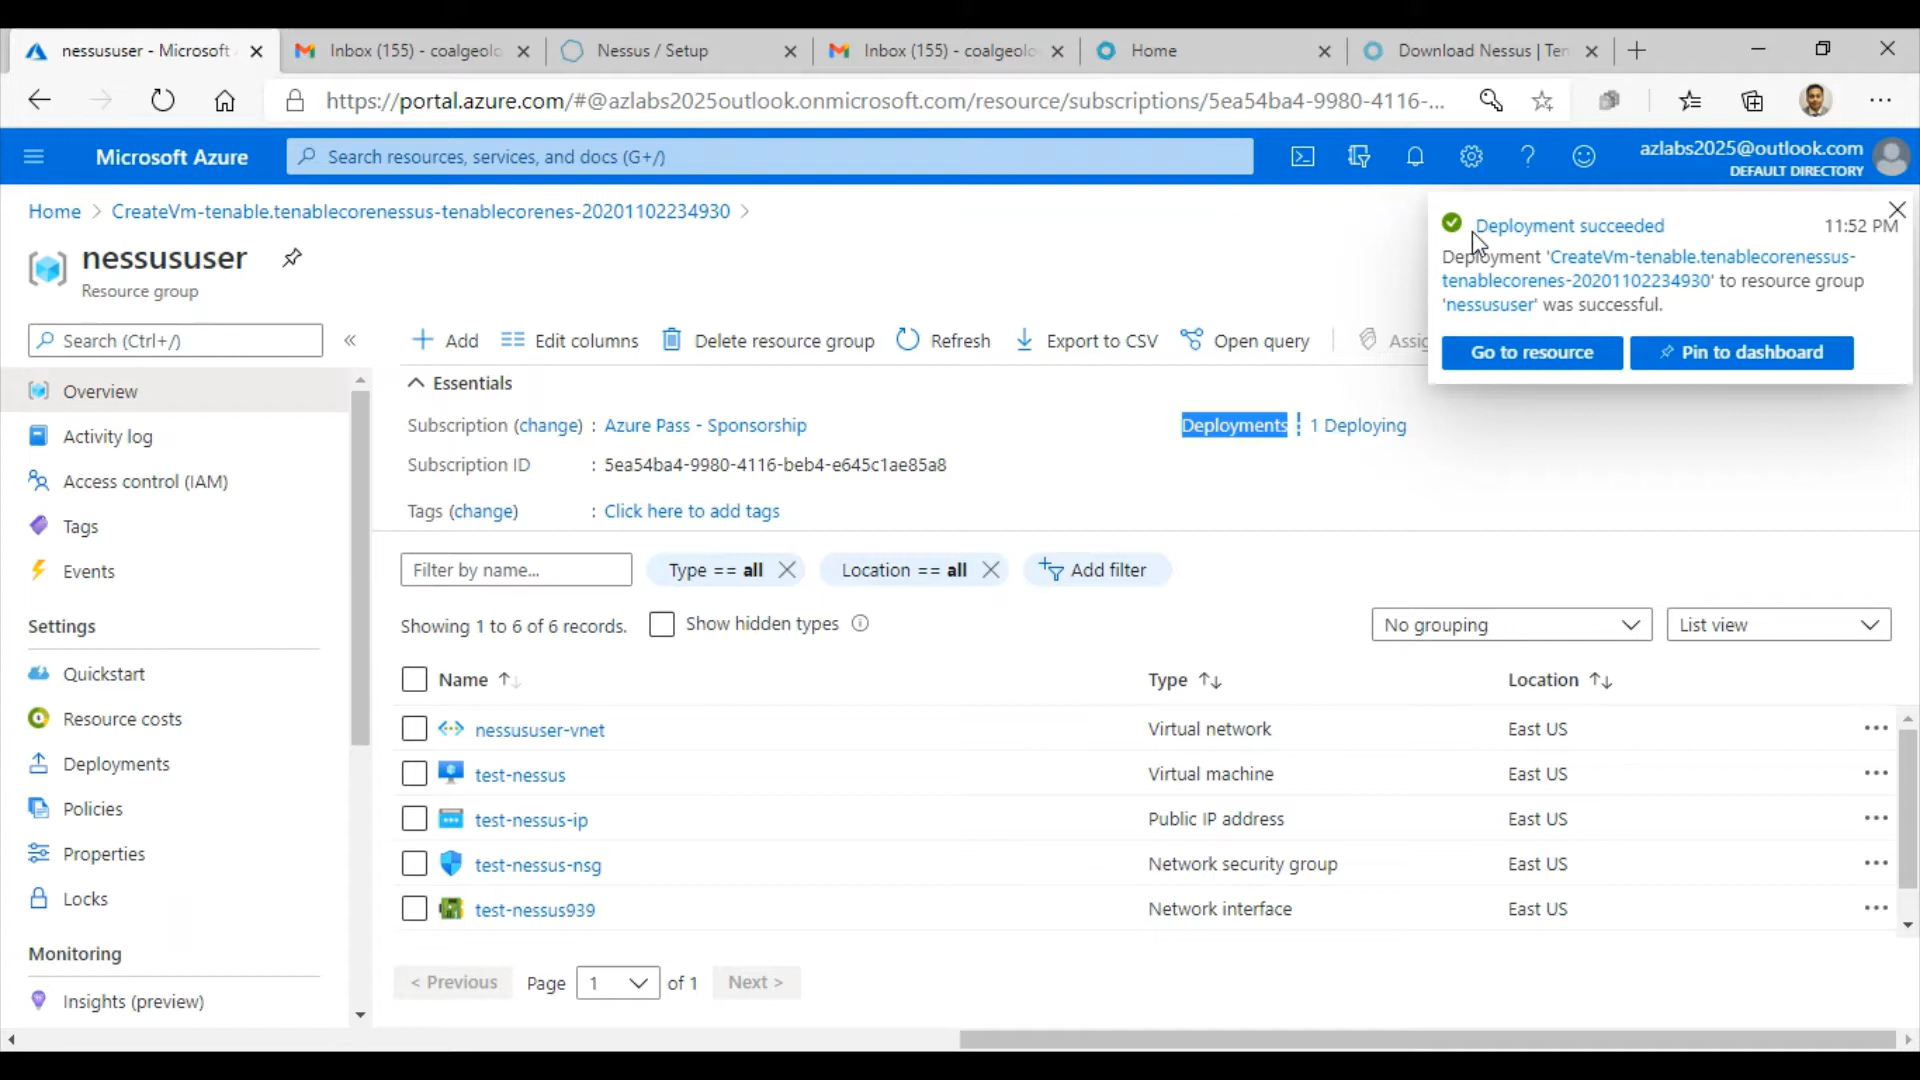 nessususer - Microsoft
Inbox (155) - coalgeolo
Nessus / Setup
Inbox (155) - coalgeolo
Home
Download Nessus | Ten
https://portal.azure.com/#@azlabs2025outlook.onmicrosoft.com/resource/subscriptions/5ea54ba4-9980-4116-...
Microsoft Azure
Search resources, services, and docs (G+/)
azlabs2025@outlook.com
DEFAULT DIRECTORY
Home > CreateVm-tenable.tenablecorenessus-tenablecorenes-20201102234930 >
nessususer
Resource group
Deployment succeeded
11:52 PM
Deployment 'CreateVm-tenable.tenablecorenessus-
tenablecorenes-20201102234930' to resource group
'nessususer' was successful.
Go to resource
Pin to dashboard
Search (Ctrl+/)
«
Add
Edit columns
Delete resource group
Refresh
Export to CSV
Open query
Assig
Overview
Activity log
Access control (IAM)
Tags
Events
Settings
Quickstart
Resource costs
Deployments
Policies
Properties
Locks
Monitoring
Insights (preview)
Essentials
Subscription (change) : Azure Pass - Sponsorship
Deployments : 1 Deploying
Subscription ID : 5ea54ba4-9980-4116-beb4-e645c1ae85a8
Tags (change) : Click here to add tags
Filter by name...
Type == all
Location == all
Add filter
Showing 1 to 6 of 6 records.
Show hidden types
No grouping
List view
Name
Type
Location
nessususer-vnet
Virtual network
East US
test-nessus
Virtual machine
East US
test-nessus-ip
Public IP address
East US
test-nessus-nsg
Network security group
East US
test-nessus939
Network interface
East US
< Previous
Page 1 of 1
Next >